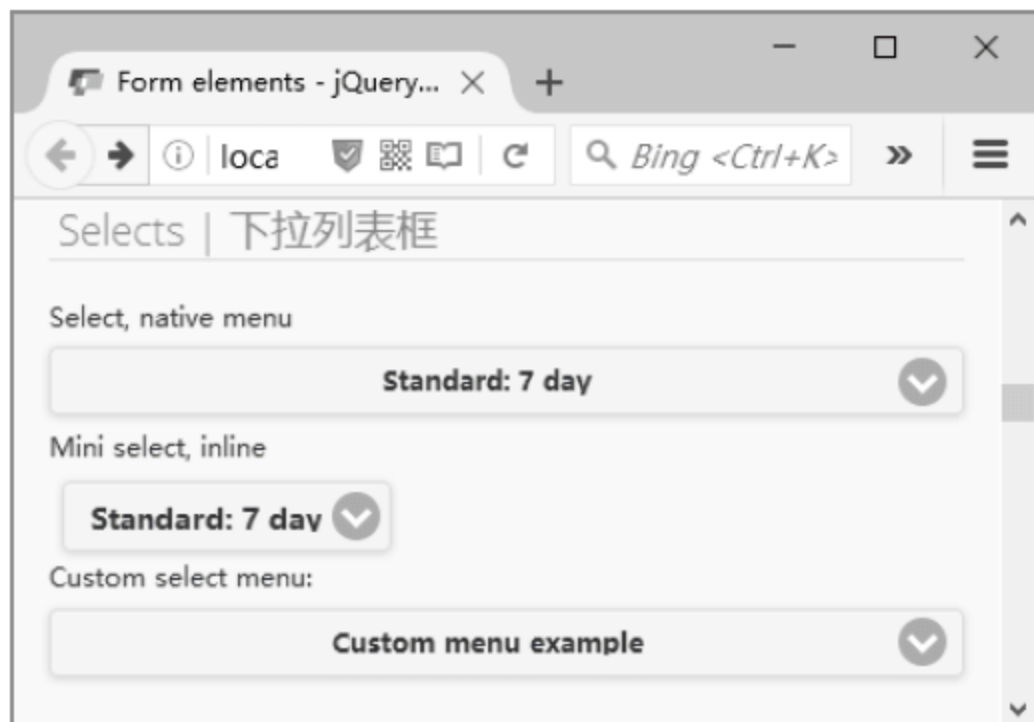 Form elements - jQuery...
loca
Bing <Ctrl+K>
Selects | 下拉列表框
Select, native menu
Standard: 7 day
Mini select, inline
Standard: 7 day
Custom select menu:
Custom menu example